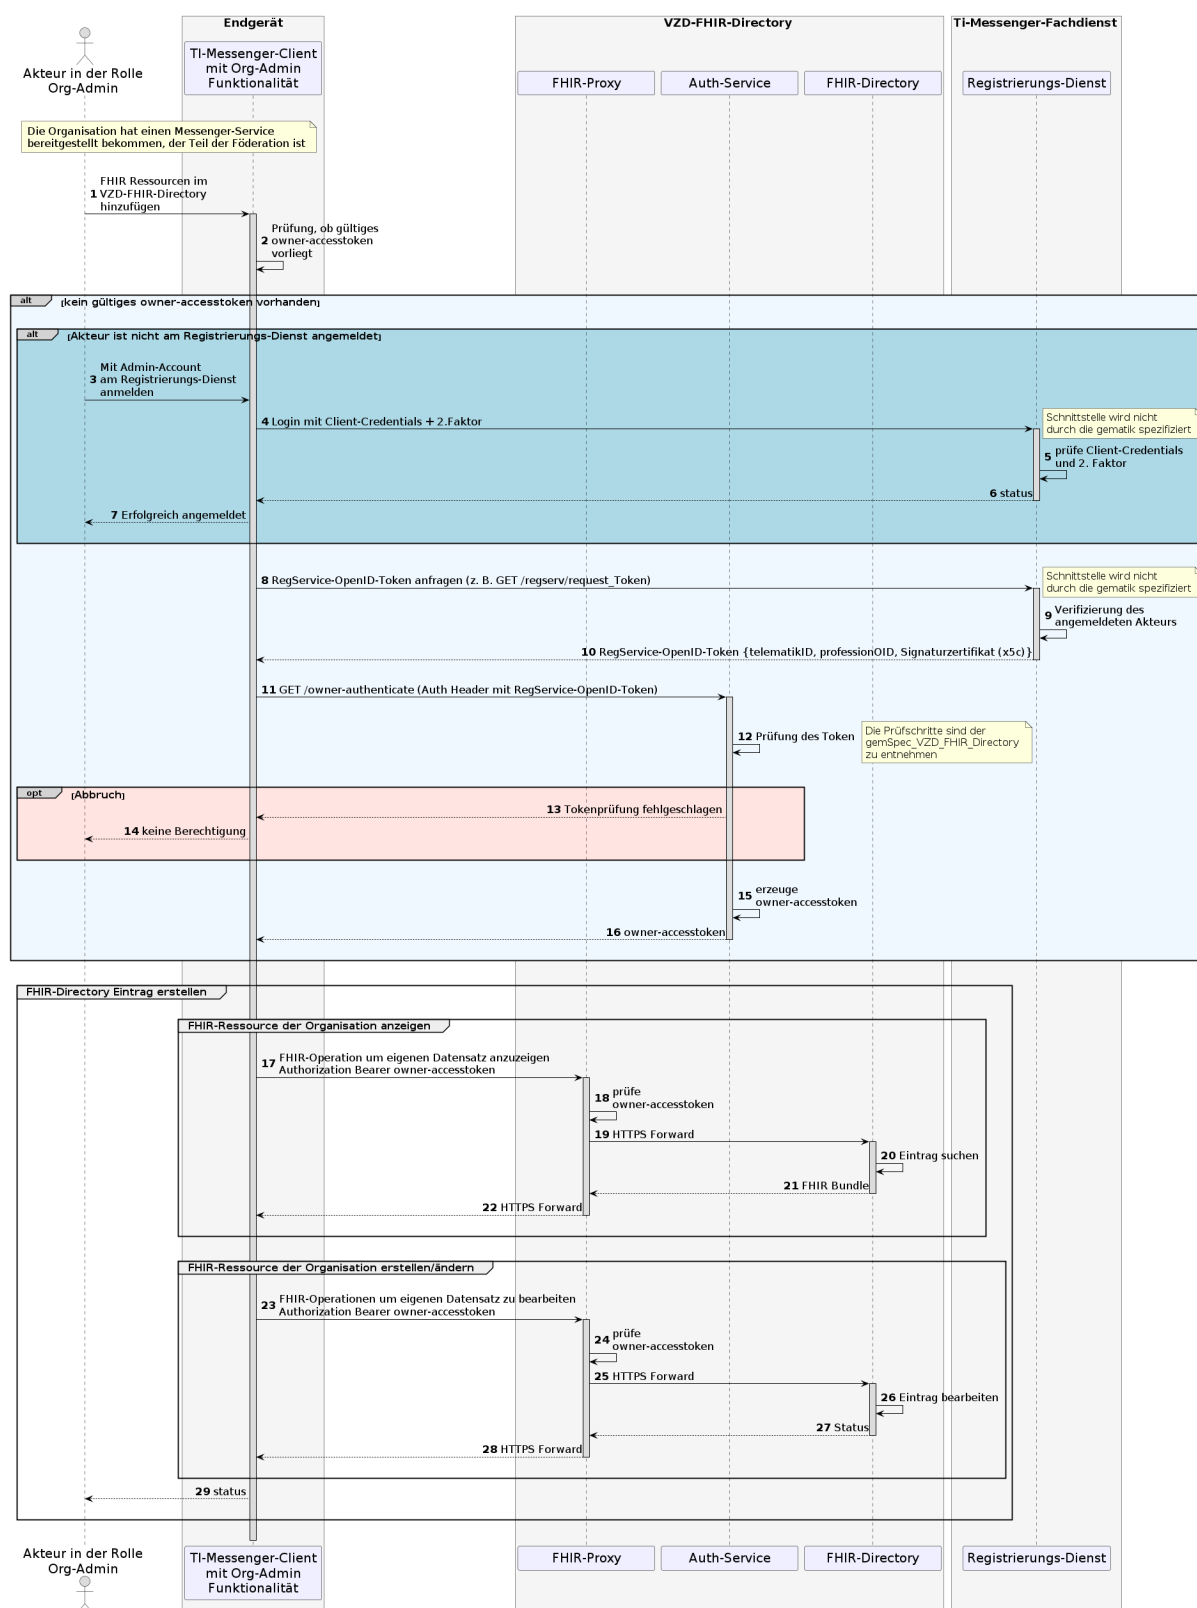 Endgerät
VZD-FHIR-Directory
Ti-Messenger-Fachdienst
Akteur in der Rolle
Org-Admin
TI-Messenger-Client
mit Org-Admin
Funktionalität
FHIR-Proxy
Auth-Service
FHIR-Directory
Registrierungs-Dienst
Die Organisation hat einen Messenger-Service
bereitgestellt bekommen, der Teil der Föderation ist
1 FHIR Ressourcen im
VZD-FHIR-Directory
hinzufügen
2 Prüfung, ob gültiges
owner-accesstoken
vorliegt
alt [kein gültiges owner-accesstoken vorhanden]
alt [Akteur ist nicht am Registrierungs-Dienst angemeldet]
3 Mit Admin-Account
am Registrierungs-Dienst
anmelden
4 Login mit Client-Credentials + 2.Faktor
Schnittstelle wird nicht
durch die gematik spezifiziert
5 prüfe Client-Credentials
und 2. Faktor
6 status
7 Erfolgreich angemeldet
8 RegService-OpenID-Token anfragen (z. B. GET /regserv/request_Token)
Schnittstelle wird nicht
durch die gematik spezifiziert
9 Verifizierung des
angemeldeten Akteurs
10 RegService-OpenID-Token {telematikID, professionOID, Signaturzertifikat (x5c)}
11 GET /owner-authenticate (Auth Header mit RegService-OpenID-Token)
12 Prüfung des Token
Die Prüfschritte sind der
gemSpec_VZD_FHIR_Directory
zu entnehmen
opt [Abbruch]
13 Tokenprüfung fehlgeschlagen
14 keine Berechtigung
15 erzeuge
owner-accesstoken
16 owner-accesstoken
FHIR-Directory Eintrag erstellen
FHIR-Ressource der Organisation anzeigen
17 FHIR-Operation um eigenen Datensatz anzuzeigen
Authorization Bearer owner-accesstoken
18 prüfe
owner-accesstoken
19 HTTPS Forward
20 Eintrag suchen
21 FHIR Bundle
22 HTTPS Forward
FHIR-Ressource der Organisation erstellen/ändern
23 FHIR-Operationen um eigenen Datensatz zu bearbeiten
Authorization Bearer owner-accesstoken
24 prüfe
owner-accesstoken
25 HTTPS Forward
26 Eintrag bearbeiten
27 Status
28 HTTPS Forward
29 status
Akteur in der Rolle
Org-Admin
TI-Messenger-Client
mit Org-Admin
Funktionalität
FHIR-Proxy
Auth-Service
FHIR-Directory
Registrierungs-Dienst